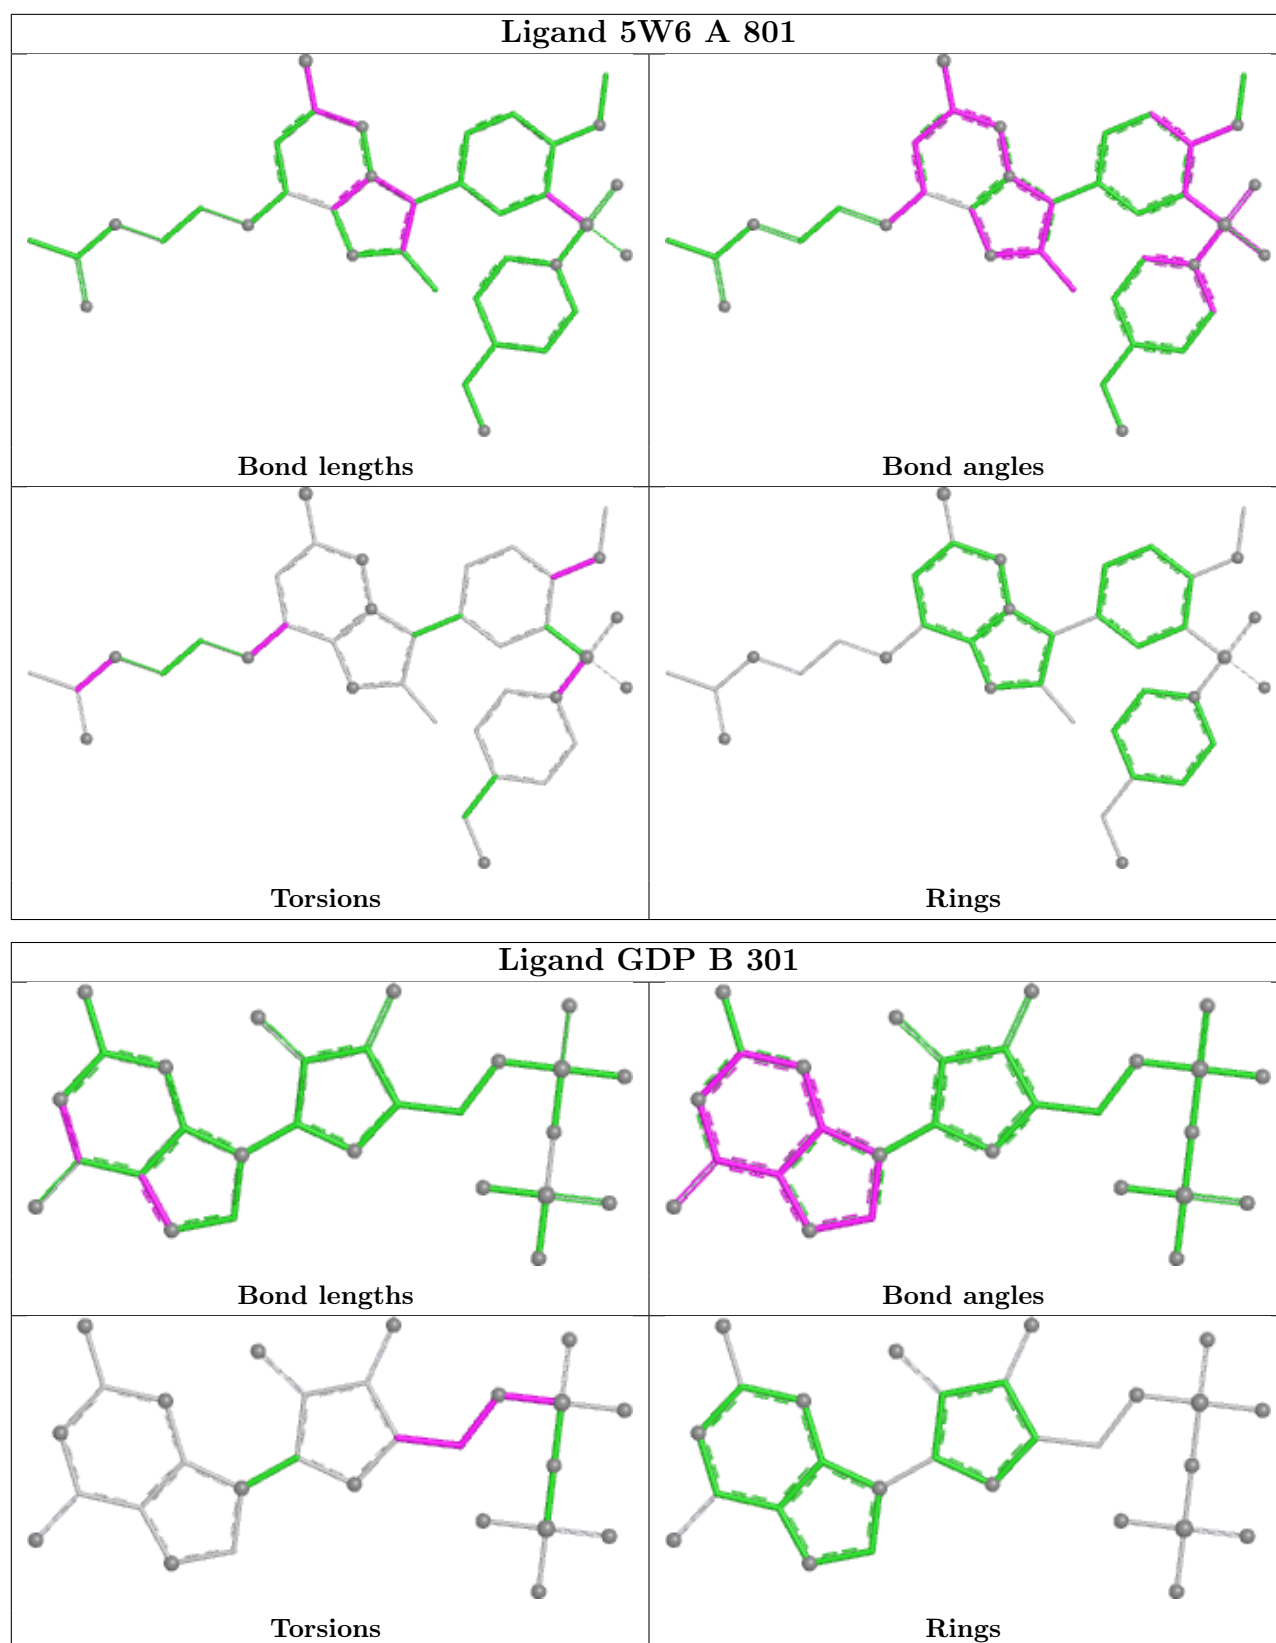 Ligand 5W6 A 801
Bond lengths
Bond angles
Torsions
Rings
Ligand GDP B 301
Bond lengths
Bond angles
Torsions
Rings